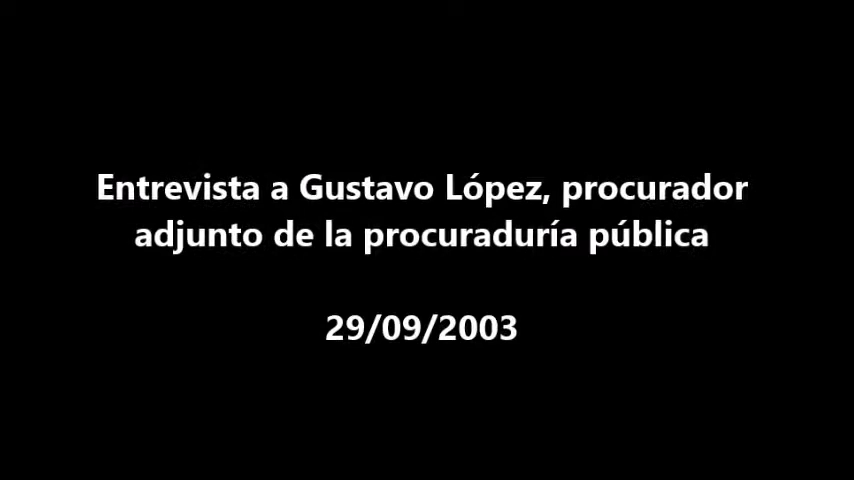 Entrevista a Gustavo López, procurador
adjunto de la procuraduría pública
29/09/2003